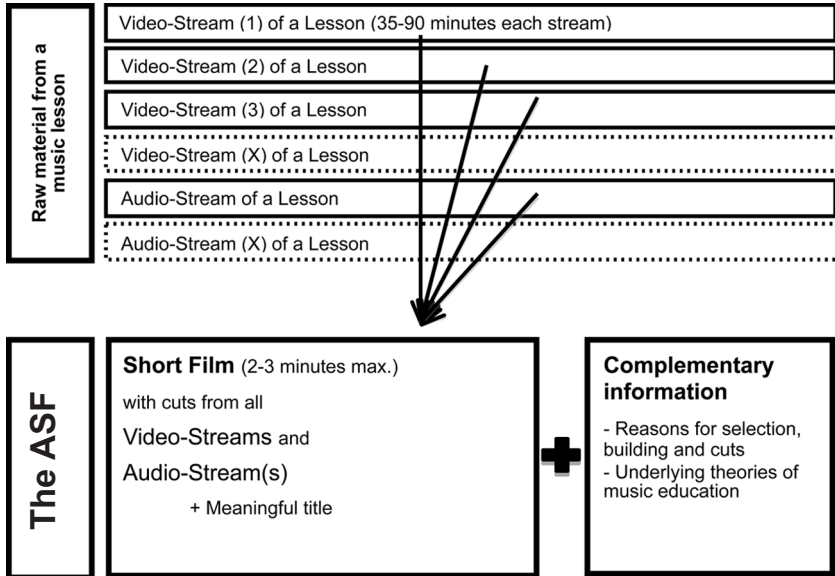 Raw material from a
music lesson
Video-Stream (1) of a Lesson (35-90 minutes each stream)
Video-Stream (2) of a Lesson
Video-Stream (3) of a Lesson
Video-Stream (X) of a Lesson
Audio-Stream of a Lesson
Audio-Stream (X) of a Lesson
The ASF
Short Film (2-3 minutes max.)
with cuts from all
Video-Streams and
Audio-Stream(s)
+ Meaningful title
Complementary
information
- Reasons for selection,
building and cuts
- Underlying theories of
music education